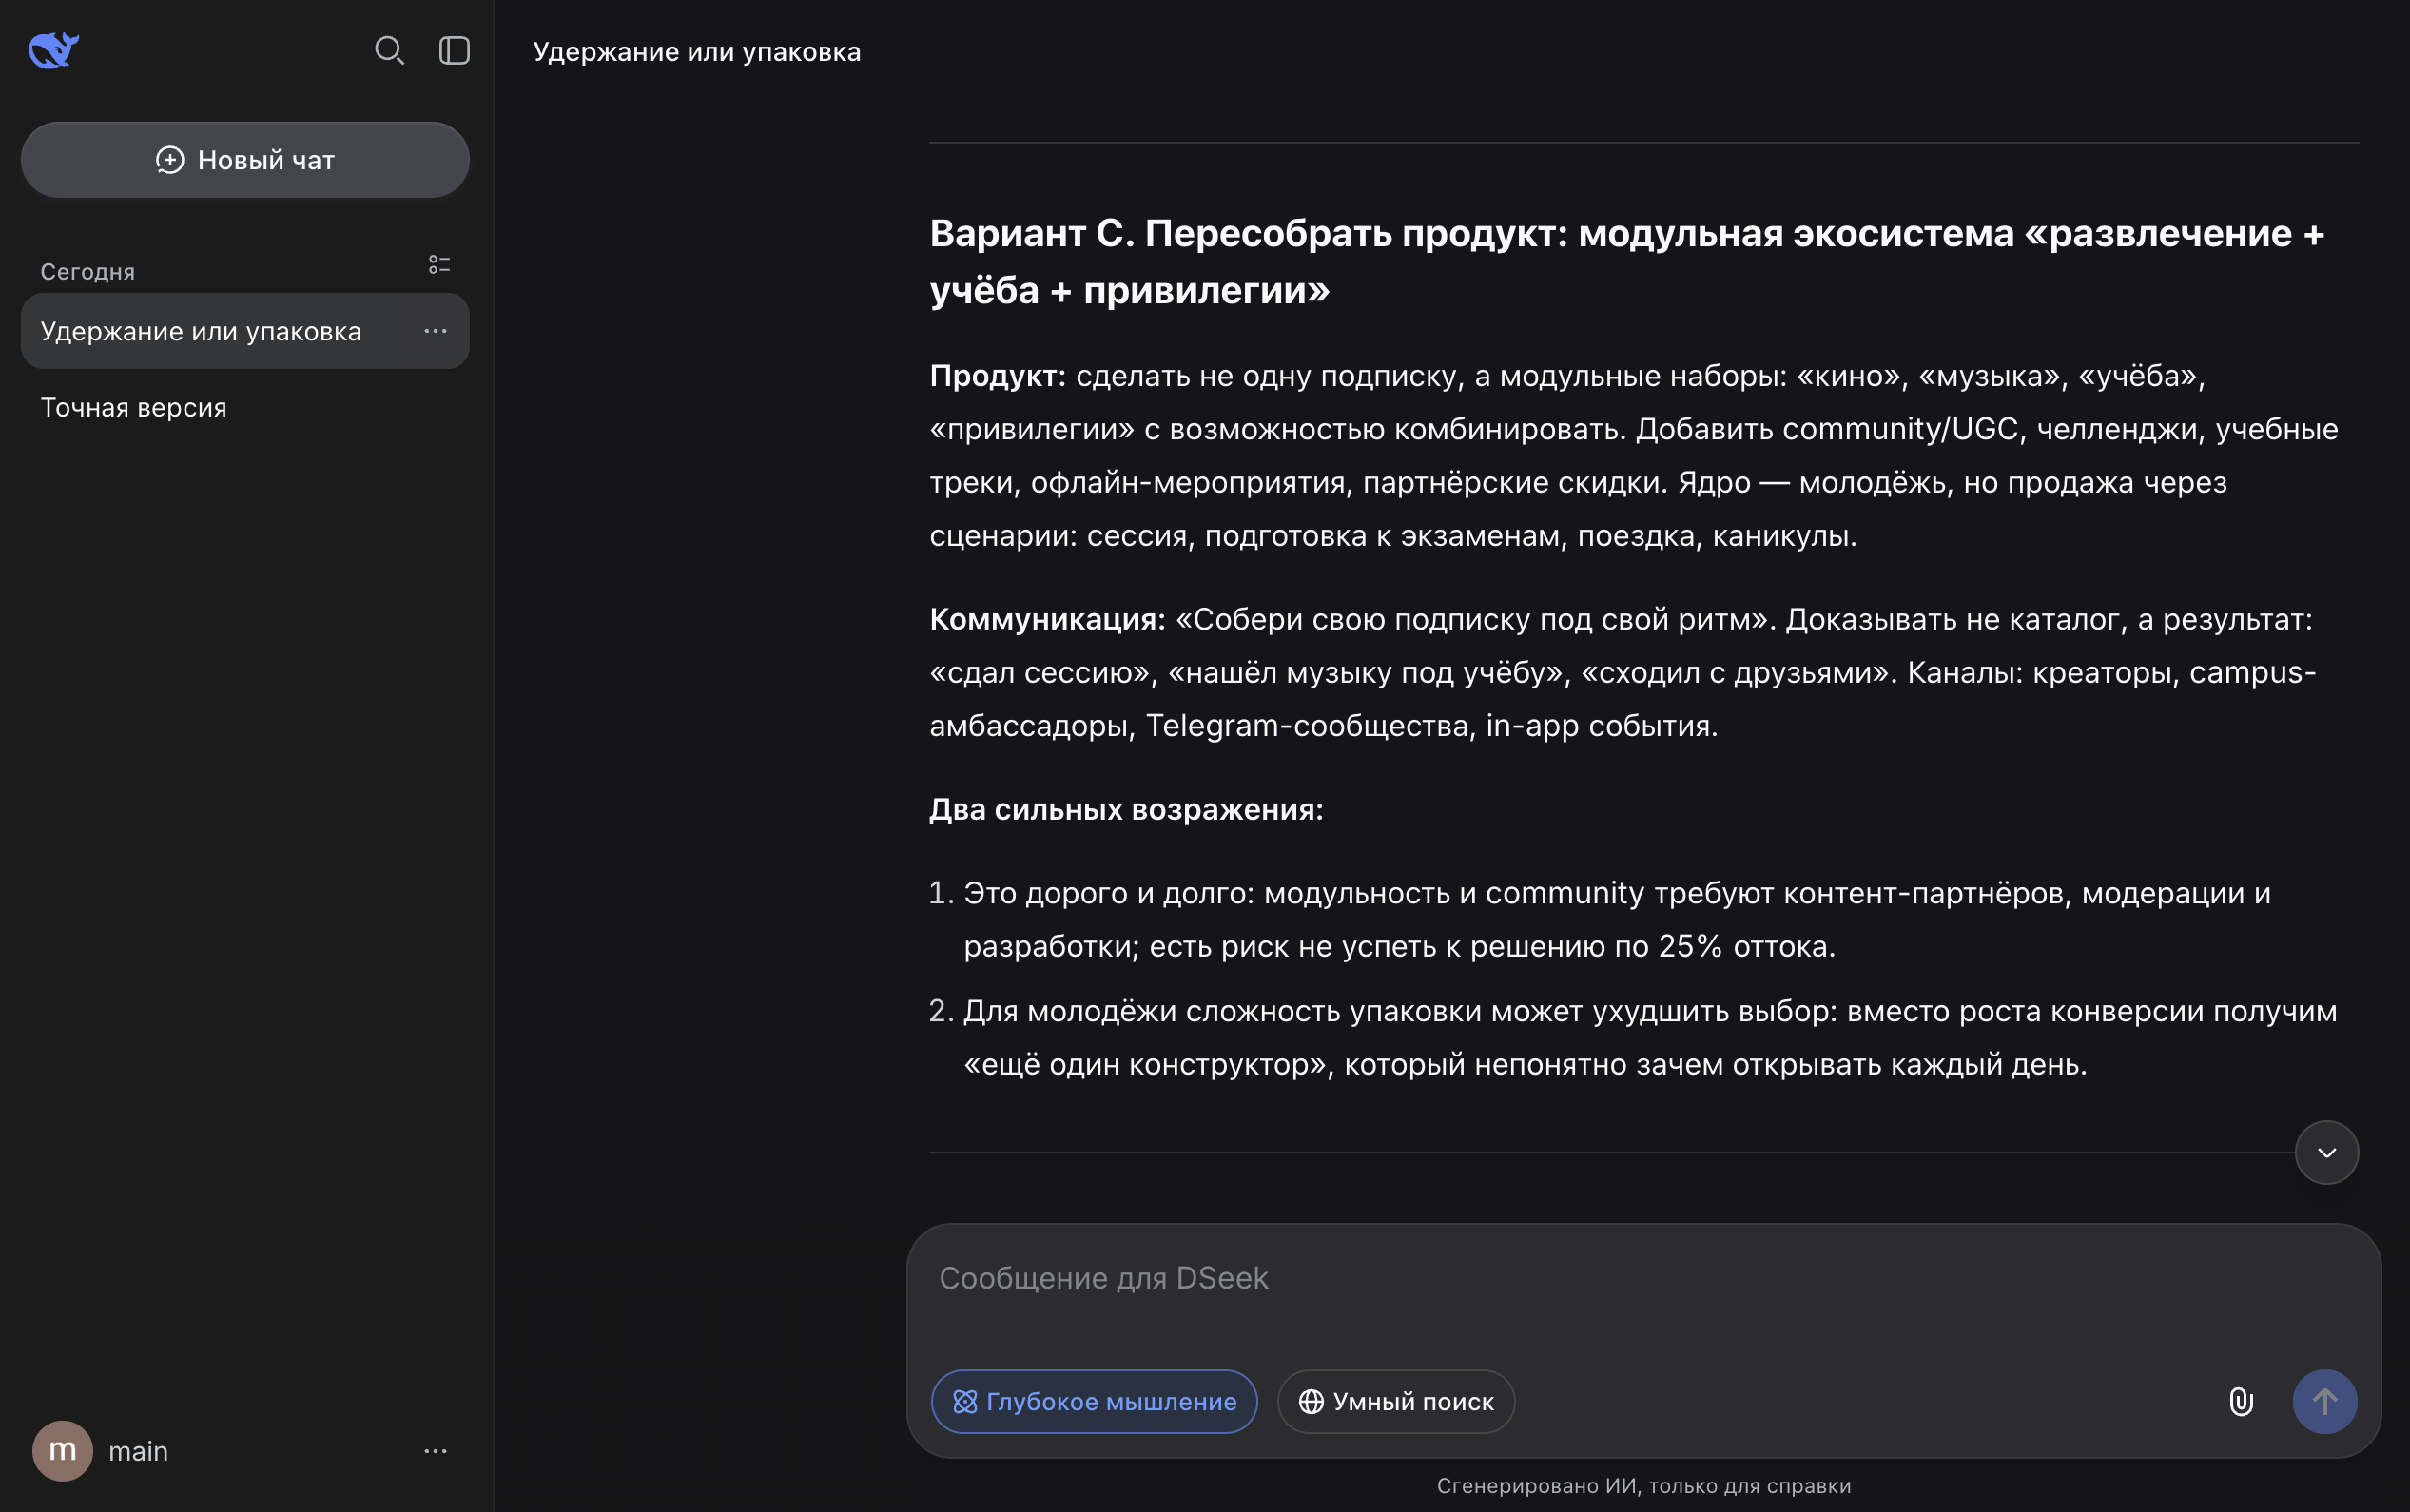 Удержание или упаковка
Новый чат
Сегодня
Удержание или упаковка
Точная версия
Вариант C. Пересобрать продукт: модульная экосистема «развлечение +
учёба + привилегии»
Продукт: сделать не одну подписку, а модульные наборы: «кино», «музыка», «учёба»,
«привилегии» с возможностью комбинировать. Добавить community/UGC, челленджи, учебные
треки, офлайн-мероприятия, партнёрские скидки. Ядро — молодёжь, но продажа через
сценарии: сессия, подготовка к экзаменам, поездка, каникулы.
Коммуникация: «Собери свою подписку под свой ритм». Доказывать не каталог, а результат:
«сдал сессию», «нашёл музыку под учёбу», «сходил с друзьями». Каналы: креаторы, campus-
амбассадоры, Telegram-сообщества, in-app события.
Два сильных возражения:
1. Это дорого и долго: модульность и community требуют контент-партнёров, модерации и
разработки; есть риск не успеть к решению по 25% оттока.
2. Для молодёжи сложность упаковки может ухудшить выбор: вместо роста конверсии получим
«ещё один конструктор», который непонятно зачем открывать каждый день.
Сообщение для DSeek
Глубокое мышление
Умный поиск
m
main
Сгенерировано ИИ, только для справки